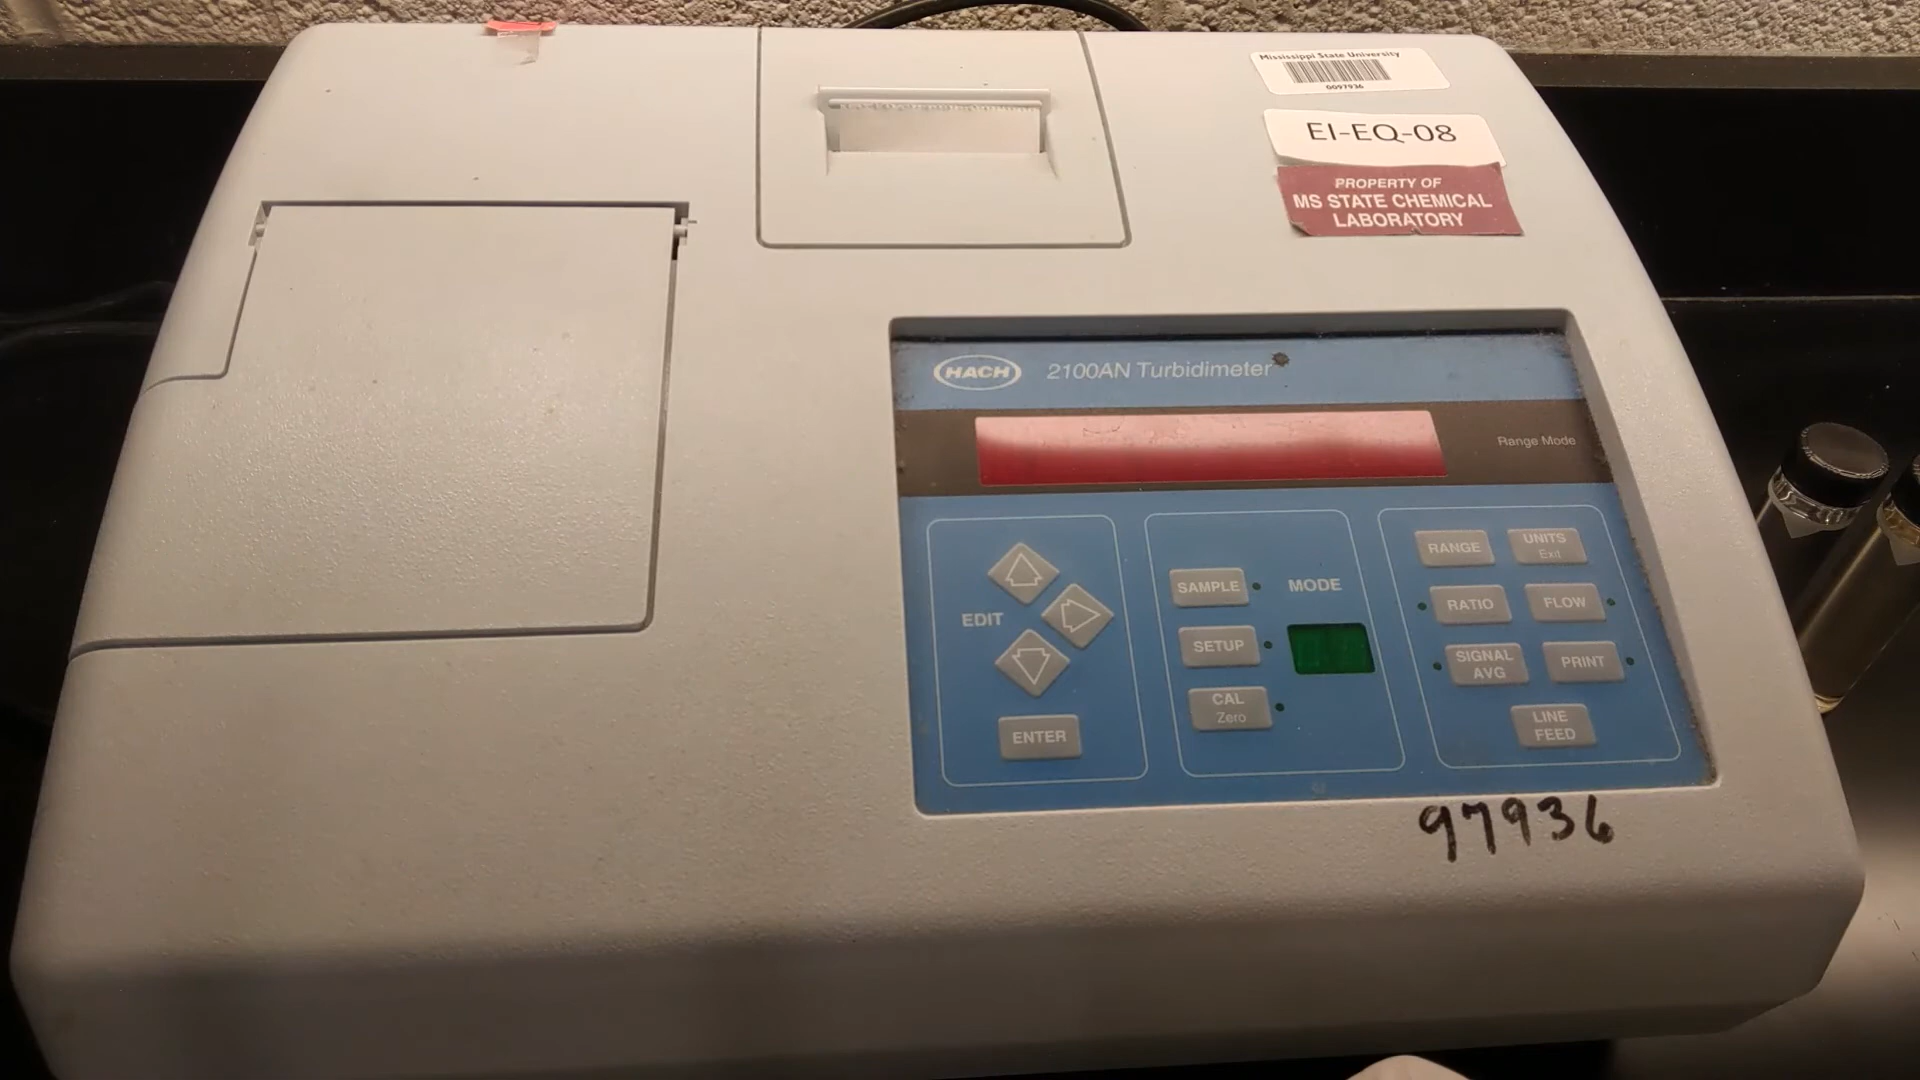 Mississippi State University
0097936
EI-EQ-08
PROPERTY OF
MS STATE CHEMICAL
LABORATORY
HACH
2100AN Turbidimeter
Range Mode
EDIT
ENTER
SAMPLE
MODE
SETUP
CAL
Zero
RANGE
UNITS
Exit
RATIO
FLOW
SIGNAL
AVG
PRINT
LINE
FEED
97936